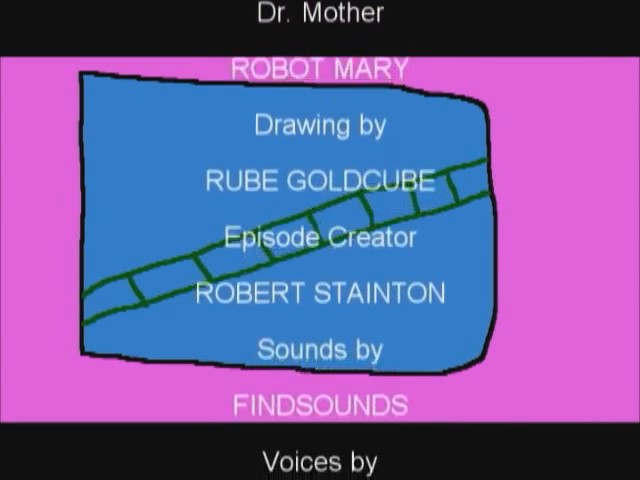 Dr. Mother
ROBOT MARY
Drawing by
RUBE GOLDCUBE
Episode Creator
ROBERT STAINTON
Sounds by
FINDSOUNDS
Voices by